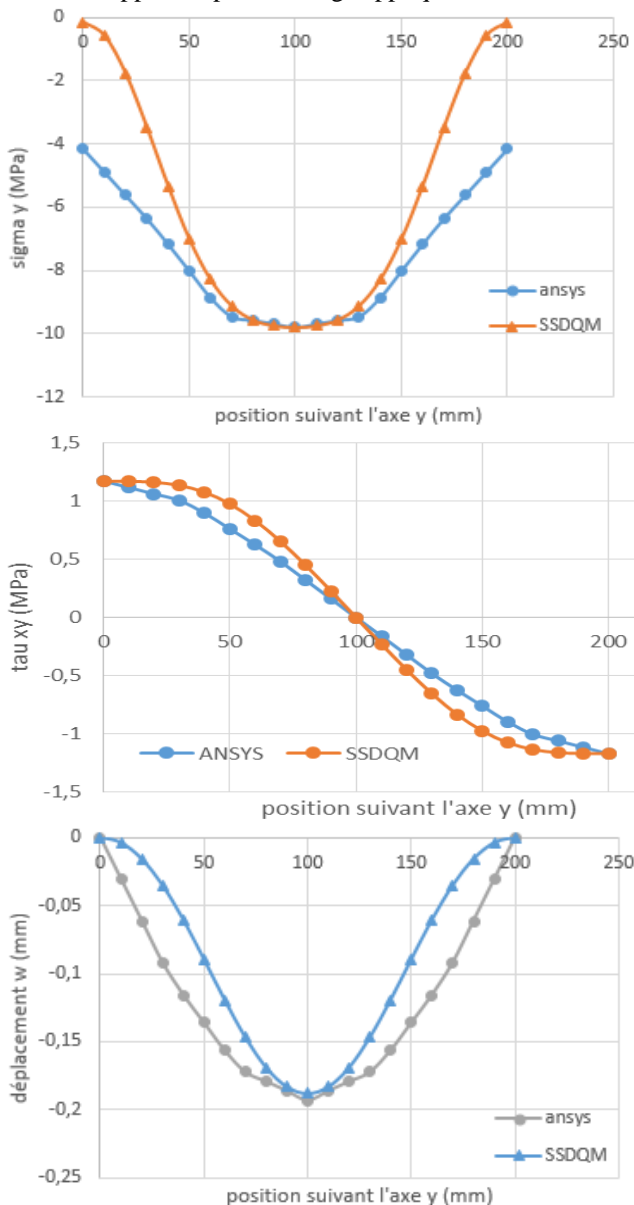 0
0 50 100 150 200 250
-2
-4
-6
-8
-10
-12
sigma y (MPa)
ansys
SSDQM
position suivant l'axe y (mm)
1,5
1
0,5
0
0 50 100 150 200
-0,5
-1
-1,5
tau xy (MPa)
ANSYS SSDQM
position suivant l'axe y (mm)
0
0 50 100 150 200 250
-0,05
-0,1
-0,15
-0,2
-0,25
déplacement w (mm)
ansys
SSDQM
position suivant l'axe y (mm)